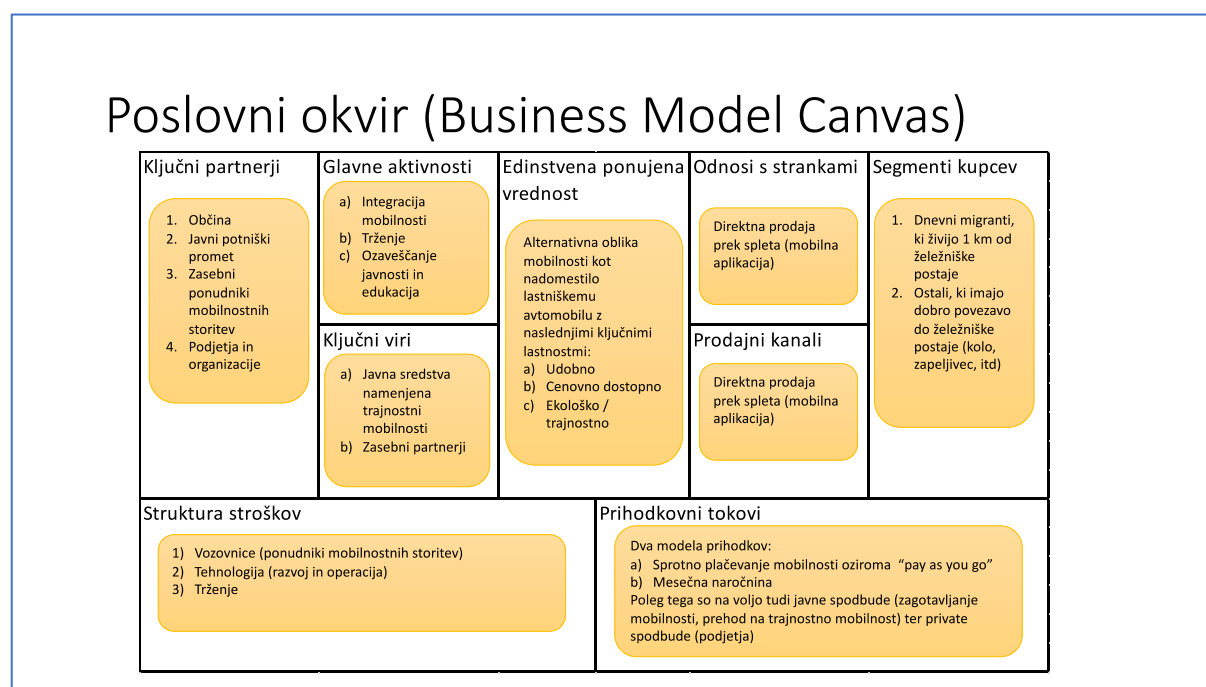 Poslovni okvir (Business Model Canvas)
Ključni partnerji
1. Občina
2. Javni potniški
promet
3. Zasebni
ponudniki
mobilnostnih
storitev
4. Podjetja in
organizacije
Glavne aktivnosti
a) Integracija
mobilnosti
b) Trženje
c) Ozaveščanje
javnosti in
edukacija
Ključni viri
a) Javna sredstva
namenjena
trajnostni
mobilnosti
b) Zasebni partnerji
Edinstvena ponujena
vrednost
Alternativna oblika
mobilnosti kot
nadomestilo
lastniškemu
avtomobilu z
naslednjimi ključnimi
lastnostmi:
a) Udobno
b) Cenovno dostopno
c) Ekološko /
trajnostno
Odnosi s strankami
Direktna prodaja
prek spleta (mobilna
aplikacija)
Prodajni kanali
Direktna prodaja
prek spleta (mobilna
aplikacija)
Segmenti kupcev
1. Dnevni migranti,
ki živijo 1 km od
železniške
postaje
2. Ostali, ki imajo
dobro povezavo
do železniške
postaje (kolo,
zapeljivec, itd)
Struktura stroškov
1) Vozovnice (ponudniki mobilnostnih storitev)
2) Tehnologija (razvoj in operacija)
3) Trženje
Prihodkovni tokovi
Dva modela prihodkov:
a) Sprotno plačevanje mobilnosti oziroma “pay as you go”
b) Mesečna naročnina
Poleg tega so na voljo tudi javne spodbude (zagotavljanje
mobilnosti, prehod na trajnostno mobilnost) ter private
spodbude (podjetja)